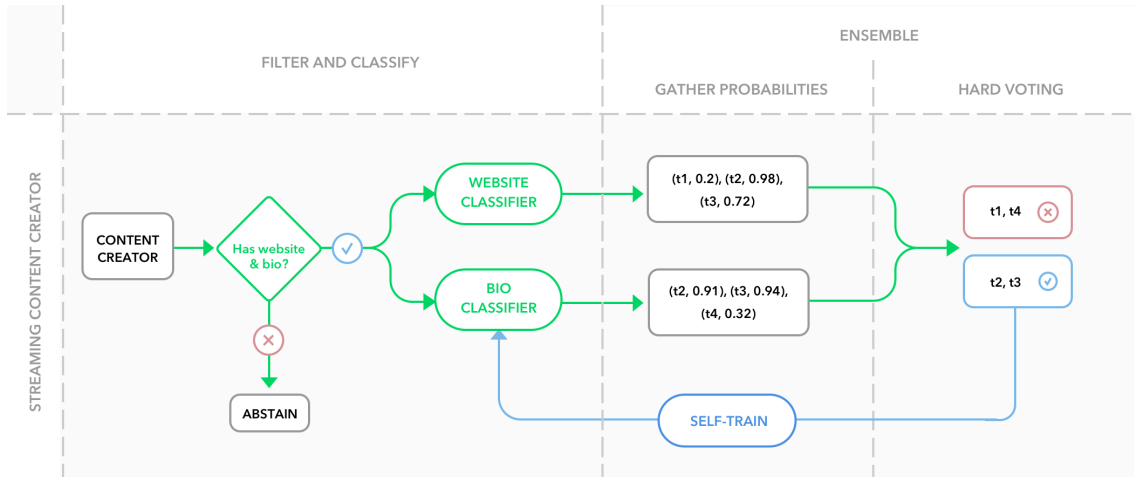 ENSEMBLE
FILTER AND CLASSIFY
GATHER PROBABILITIES
HARD VOTING
STREAMING CONTENT CREATOR
CONTENT
CREATOR
Has website
& bio?
ABSTAIN
WEBSITE
CLASSIFIER
BIO
CLASSIFIER
(t1, 0.2), (t2, 0.98),
(t3, 0.72)
(t2, 0.91), (t3, 0.94),
(t4, 0.32)
t1, t4
t2, t3
SELF-TRAIN